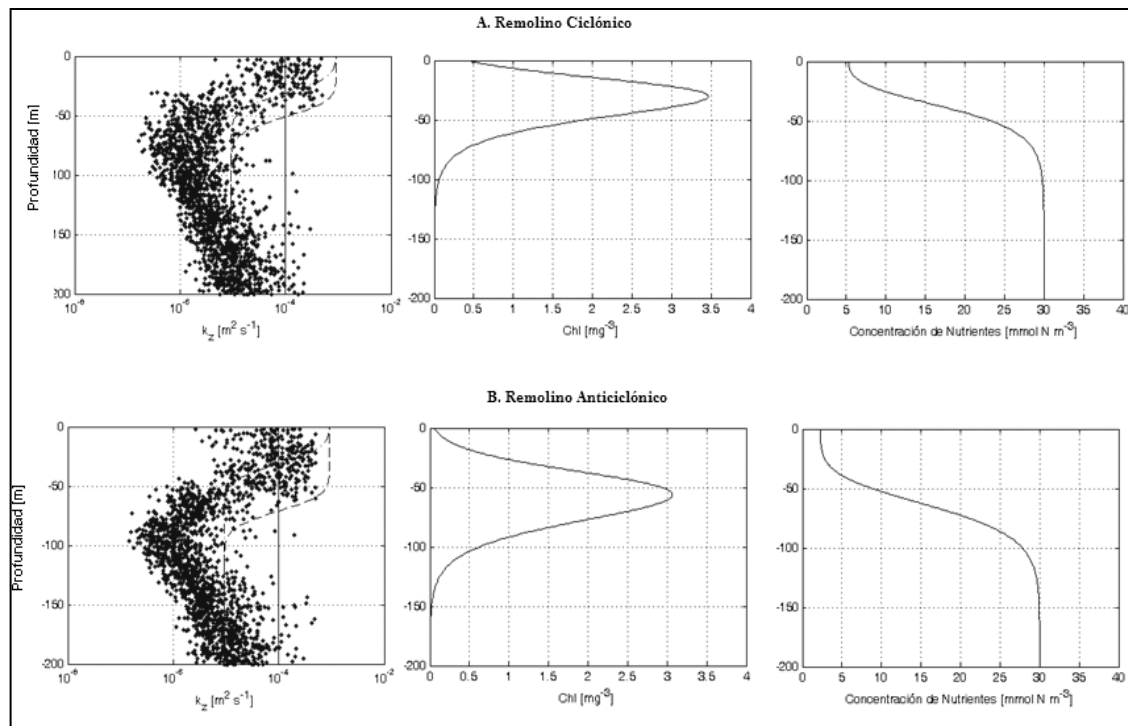 A. Remolino Ciclónico
Profundidad [m]
0
-50
100
-150
200
10⁻⁶ 10⁻⁶ 10⁻⁴ 10⁻²
k_z [m² s⁻¹]
0
-50
-100
-150
-200
0 0.5 1 1.5 2 2.5 3 3.5 4
Chl [mg⁻³]
0
-50
-100
-150
-200
0 5 10 15 20 25 30 35 40
Concentración de Nutrientes [mmol N m⁻³]
B. Remolino Anticiclónico
Profundidad [m]
0
-50
-100
-150
-200
10⁻⁶ 10⁻⁶ 10⁻⁴ 10⁻²
k_z [m² s⁻¹]
0
-50
-100
-150
-200
0 0.5 1 1.5 2 2.5 3 3.5 4
Chl [mg⁻³]
0
-50
-100
-150
-200
0 5 10 15 20 25 30 35 40
Concentración de Nutrientes [mmol N m⁻³]